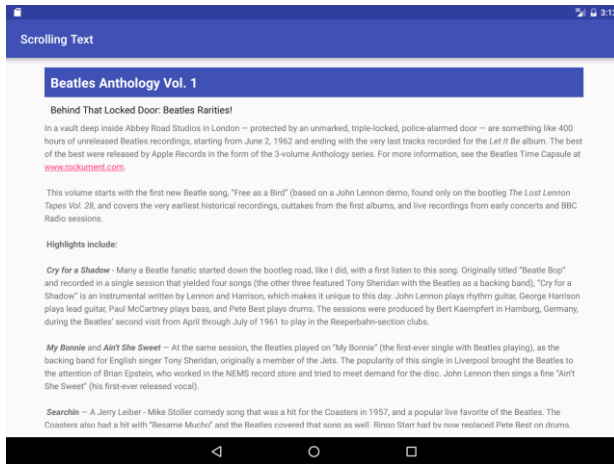 3:12
Scrolling Text
Beatles Anthology Vol. 1
Behind That Locked Door: Beatles Rarities!
In a vault deep inside Abbey Road Studios in London — protected by an unmarked, triple-locked, police-alarmed door — are something like 400
hours of unreleased Beatles recordings, starting from June 2, 1962 and ending with the very last tracks recorded for the Let It Be album. The best
of the best were released by Apple Records in the form of the 3-volume Anthology series. For more information, see the Beatles Time Capsule at
www.rockument.com.
This volume starts with the first new Beatle song, "Free as a Bird" (based on a John Lennon demo, found only on the bootleg The Lost Lennon
Tapes Vol. 28, and covers the very earliest historical recordings, outtakes from the first albums, and live recordings from early concerts and BBC
Radio sessions.
Highlights include:
Cry for a Shadow - Many a Beatle fanatic started down the bootleg road, like I did, with a first listen to this song. Originally titled "Beatle Bop"
and recorded in a single session that yielded four songs (the other three featured Tony Sheridan with the Beatles as a backing band), "Cry for a
Shadow" is an instrumental written by Lennon and Harrison, which makes it unique to this day. John Lennon plays rhythm guitar, George Harrison
plays lead guitar, Paul McCartney plays bass, and Pete Best plays drums. The sessions were produced by Bert Kaempfert in Hamburg, Germany,
during the Beatles' second visit from April through July of 1961 to play in the Reeperbahn-section clubs.
My Bonnie and Ain't She Sweet — At the same session, the Beatles played on "My Bonnie" (the first-ever single with Beatles playing), as the
backing band for English singer Tony Sheridan, originally a member of the Jets. The popularity of this single in Liverpool brought the Beatles to
the attention of Brian Epstein, who worked in the NEMS record store and tried to meet demand for the disc. John Lennon then sings a fine "Ain't
She Sweet" (his first-ever released vocal).
Searchin — A Jerry Leiber - Mike Stoller comedy song that was a hit for the Coasters in 1957, and a popular live favorite of the Beatles. The
Coasters also had a hit with "Besame Mucho" and the Beatles covered that song as well. Ringo Starr had by now replaced Pete Best on drums.